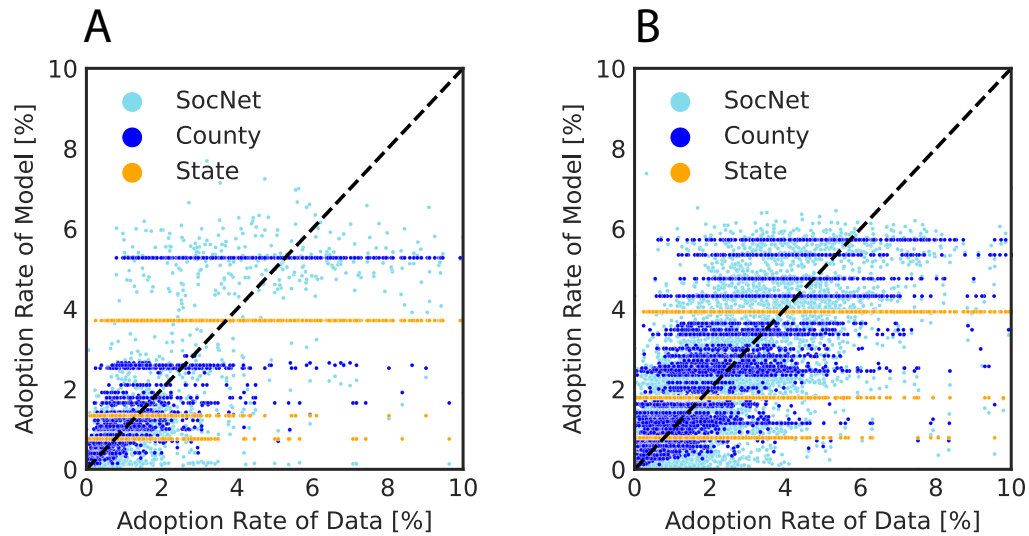 A
10
8
6
4
2
0
0 2 4 6 8 10
Adoption Rate of Model [%]
Adoption Rate of Data [%]
SocNet
County
State
B
10
8
6
4
2
0
0 2 4 6 8 10
Adoption Rate of Model [%]
Adoption Rate of Data [%]
SocNet
County
State